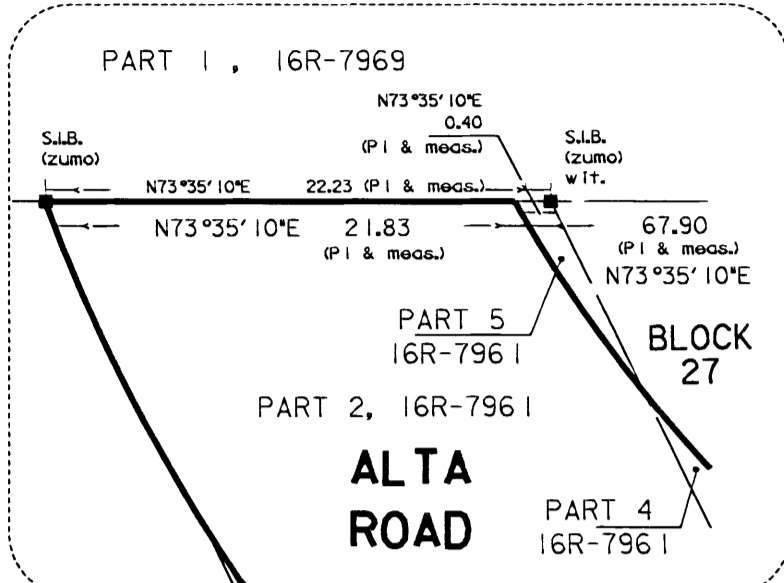 PART 1 , 16R-7969
N73°35'10"E
0.40
(P1 & meas.)
S.I.B.
(zumo)
S.I.B.
(zumo)
wit.
N73°35'10"E 22.23 (P1 & meas.)
N73°35'10"E 21.83
(P1 & meas.)
67.90
(P1 & meas.)
N73°35'10"E
PART 5
16R-7961
BLOCK
27
PART 2, 16R-7961
ALTA
ROAD
PART 4
16R-7961